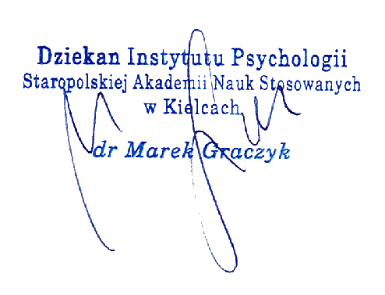 Dziekan Instytutu Psychologii
Staropolskiej Akademii Nauk Stosowanych
w Kielcach
dr Marek Graczyk